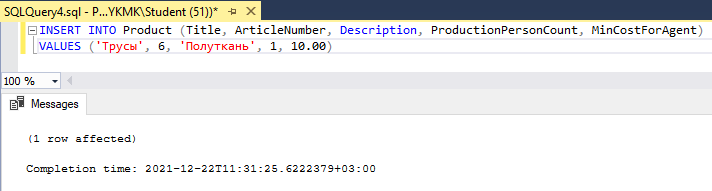 SQLQuery4.sql - P...YKMK\Student (51))*
INSERT INTO Product (Title, ArticleNumber, Description, ProductionPersonCount, MinCostForAgent)
VALUES ('Трусы', 6, 'Полуткань', 1, 10.00)
100 %
Messages
(1 row affected)
Completion time: 2021-12-22T11:31:25.6222379+03:00